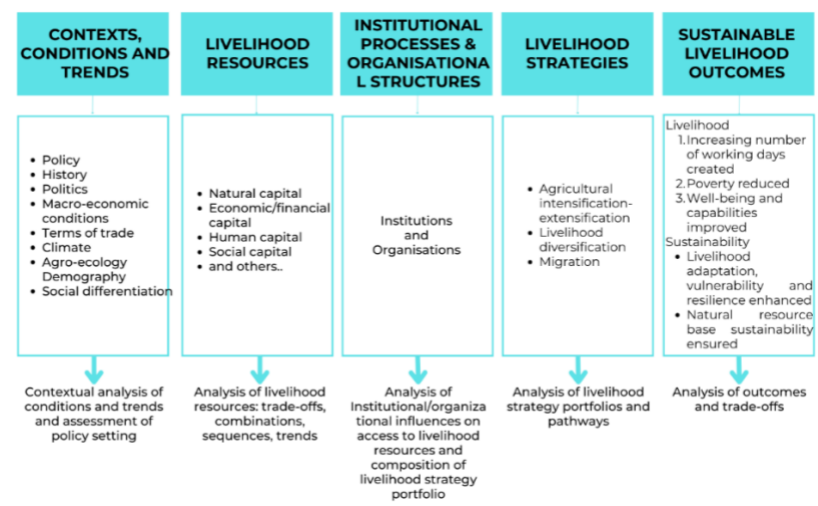 CONTEXTS,
CONDITIONS AND
TRENDS
LIVELIHOOD
RESOURCES
INSTITUTIONAL
PROCESSES &
ORGANISATIONA
L STRUCTURES
LIVELIHOOD
STRATEGIES
SUSTAINABLE
LIVELIHOOD
OUTCOMES
• Policy
• History
• Politics
• Macro-economic
conditions
• Terms of trade
• Climate
• Agro-ecology
Demography
• Social differentiation
• Natural capital
• Economic/financial
capital
• Human capital
• Social capital
• and others..
Institutions
and
Organisations
• Agricultural
intensification-
extensification
• Livelihood
diversification
• Migration
Livelihood
1. Increasing number
of working days
created
2. Poverty reduced
3. Well-being and
capabilities
improved
Sustainability
• Livelihood
adaptation,
vulnerability and
resilience enhanced
• Natural resource
base sustainability
ensured
Contextual analysis of
conditions and trends
and assessment of
policy setting
Analysis of livelihood
resources: trade-offs,
combinations,
sequences, trends
Analysis of
Institutional/organiza
tional influences on
access to livelihood
resources and
composition of
livelihood strategy
portfolio
Analysis of livelihood
strategy portfolios and
pathways
Analysis of outcomes
and trade-offs